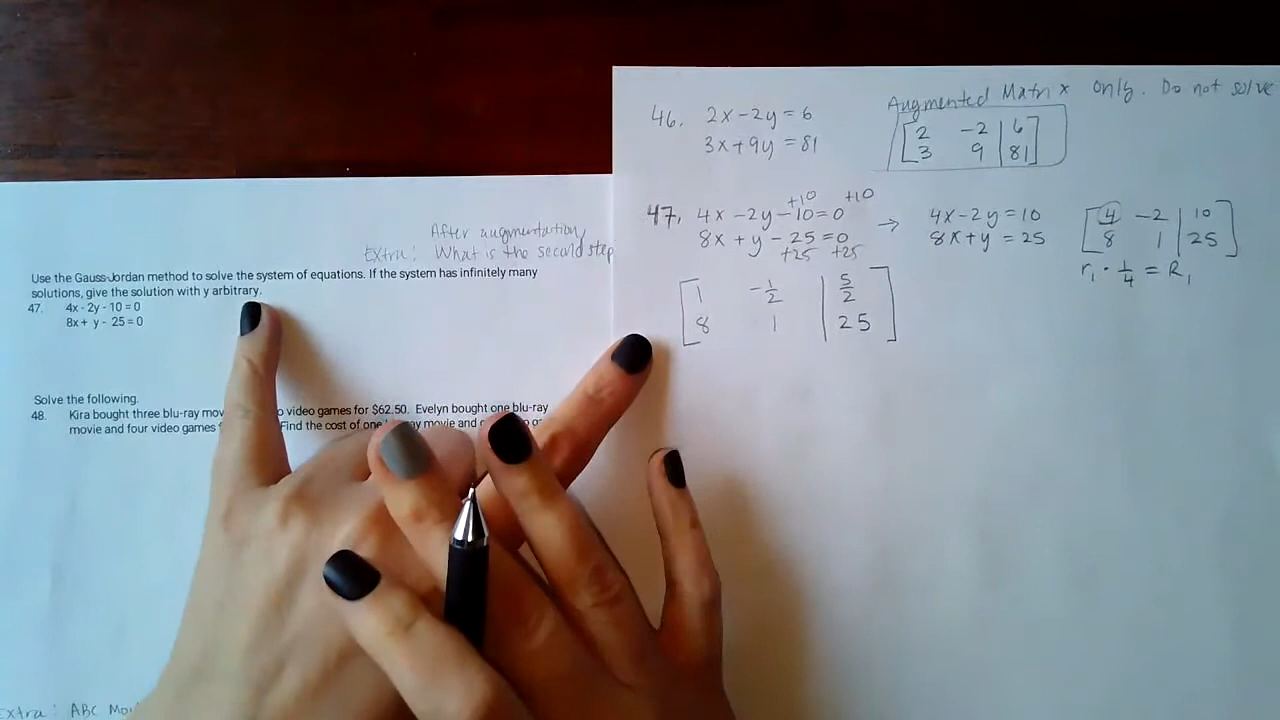 After augmentation,
Extra: What is the second step
Use the Gauss-Jordan method to solve the system of equations. If the system has infinitely many
solutions, give the solution with y arbitrary.
47. 4x - 2y - 10 = 0
8x + y - 25 = 0
Solve the following.
48. Kira bought three blu-ray video games for $62.50. Evelyn bought one blu-ray
movie and four video games Find the cost of one movie and
Extra: ABC
46. 2x-2y=6
3x+9y=81
Augmented Matrix only. Do not solve
2 -2 | 6
3 9 | 81
+10 +10
47. 4x-2y-10=0 → 4x-2y=10
8x+y-25=0 8x+y=25
+25 +25
4 -2 | 10
8 1 | 25
r₁ · 1/4 = R₁
1 -1/2 | 5/2
8 1 | 25